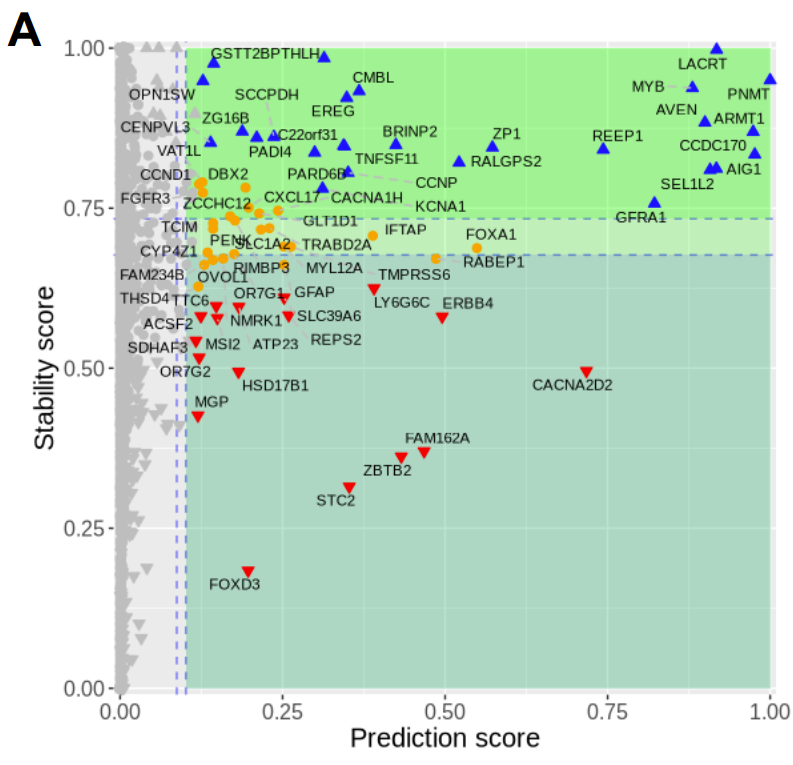 A
1.00
GSTT2BPTHLH
LACRT
CMBL
MYB
PNMT
OPN1SW
SCCPDH
EREG
AVEN
ARMT1
ZG16B
CENPVL3
C22orf31
BRINP2
ZP1
REEP1
CCDC170
VAT1L
PADI4
TNFSF11
RALGPS2
AIG1
CCND1
DBX2
PARD6B
CCNP
SEL1L2
FGFR3
ZCCHC12
CXCL17
CACNA1H
KCNA1
0.75
GFRA1
TCIM
GLT1D1
IFTAP
FOXA1
PENK
SLC1A2
TRABD2A
CYP4Z1
RABEP1
FAM234B
OVOL1
RIMBP3
MYL12A
TMPRSS6
THSD4
TTC6
OR7G1
GFAP
LY6G6C
ERBB4
ACSF2
NMRK1
SLC39A6
SDHAF3
MSI2
ATP23
REPS2
0.50
OR7G2
HSD17B1
CACNA2D2
MGP
FAM162A
ZBTB2
STC2
0.25
FOXD3
0.00
0.00
0.25
0.50
0.75
1.00
Stability score
Prediction score